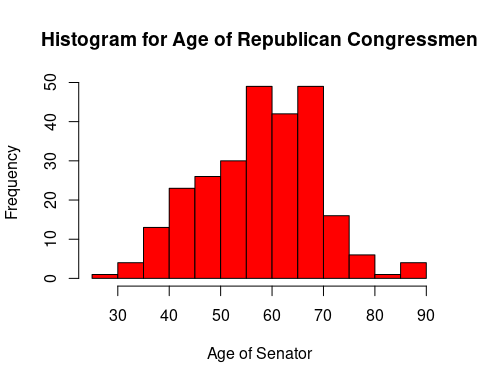 Histogram for Age of Republican Congressmen
Frequency
50
40
30
20
10
0
30 40 50 60 70 80 90
Age of Senator